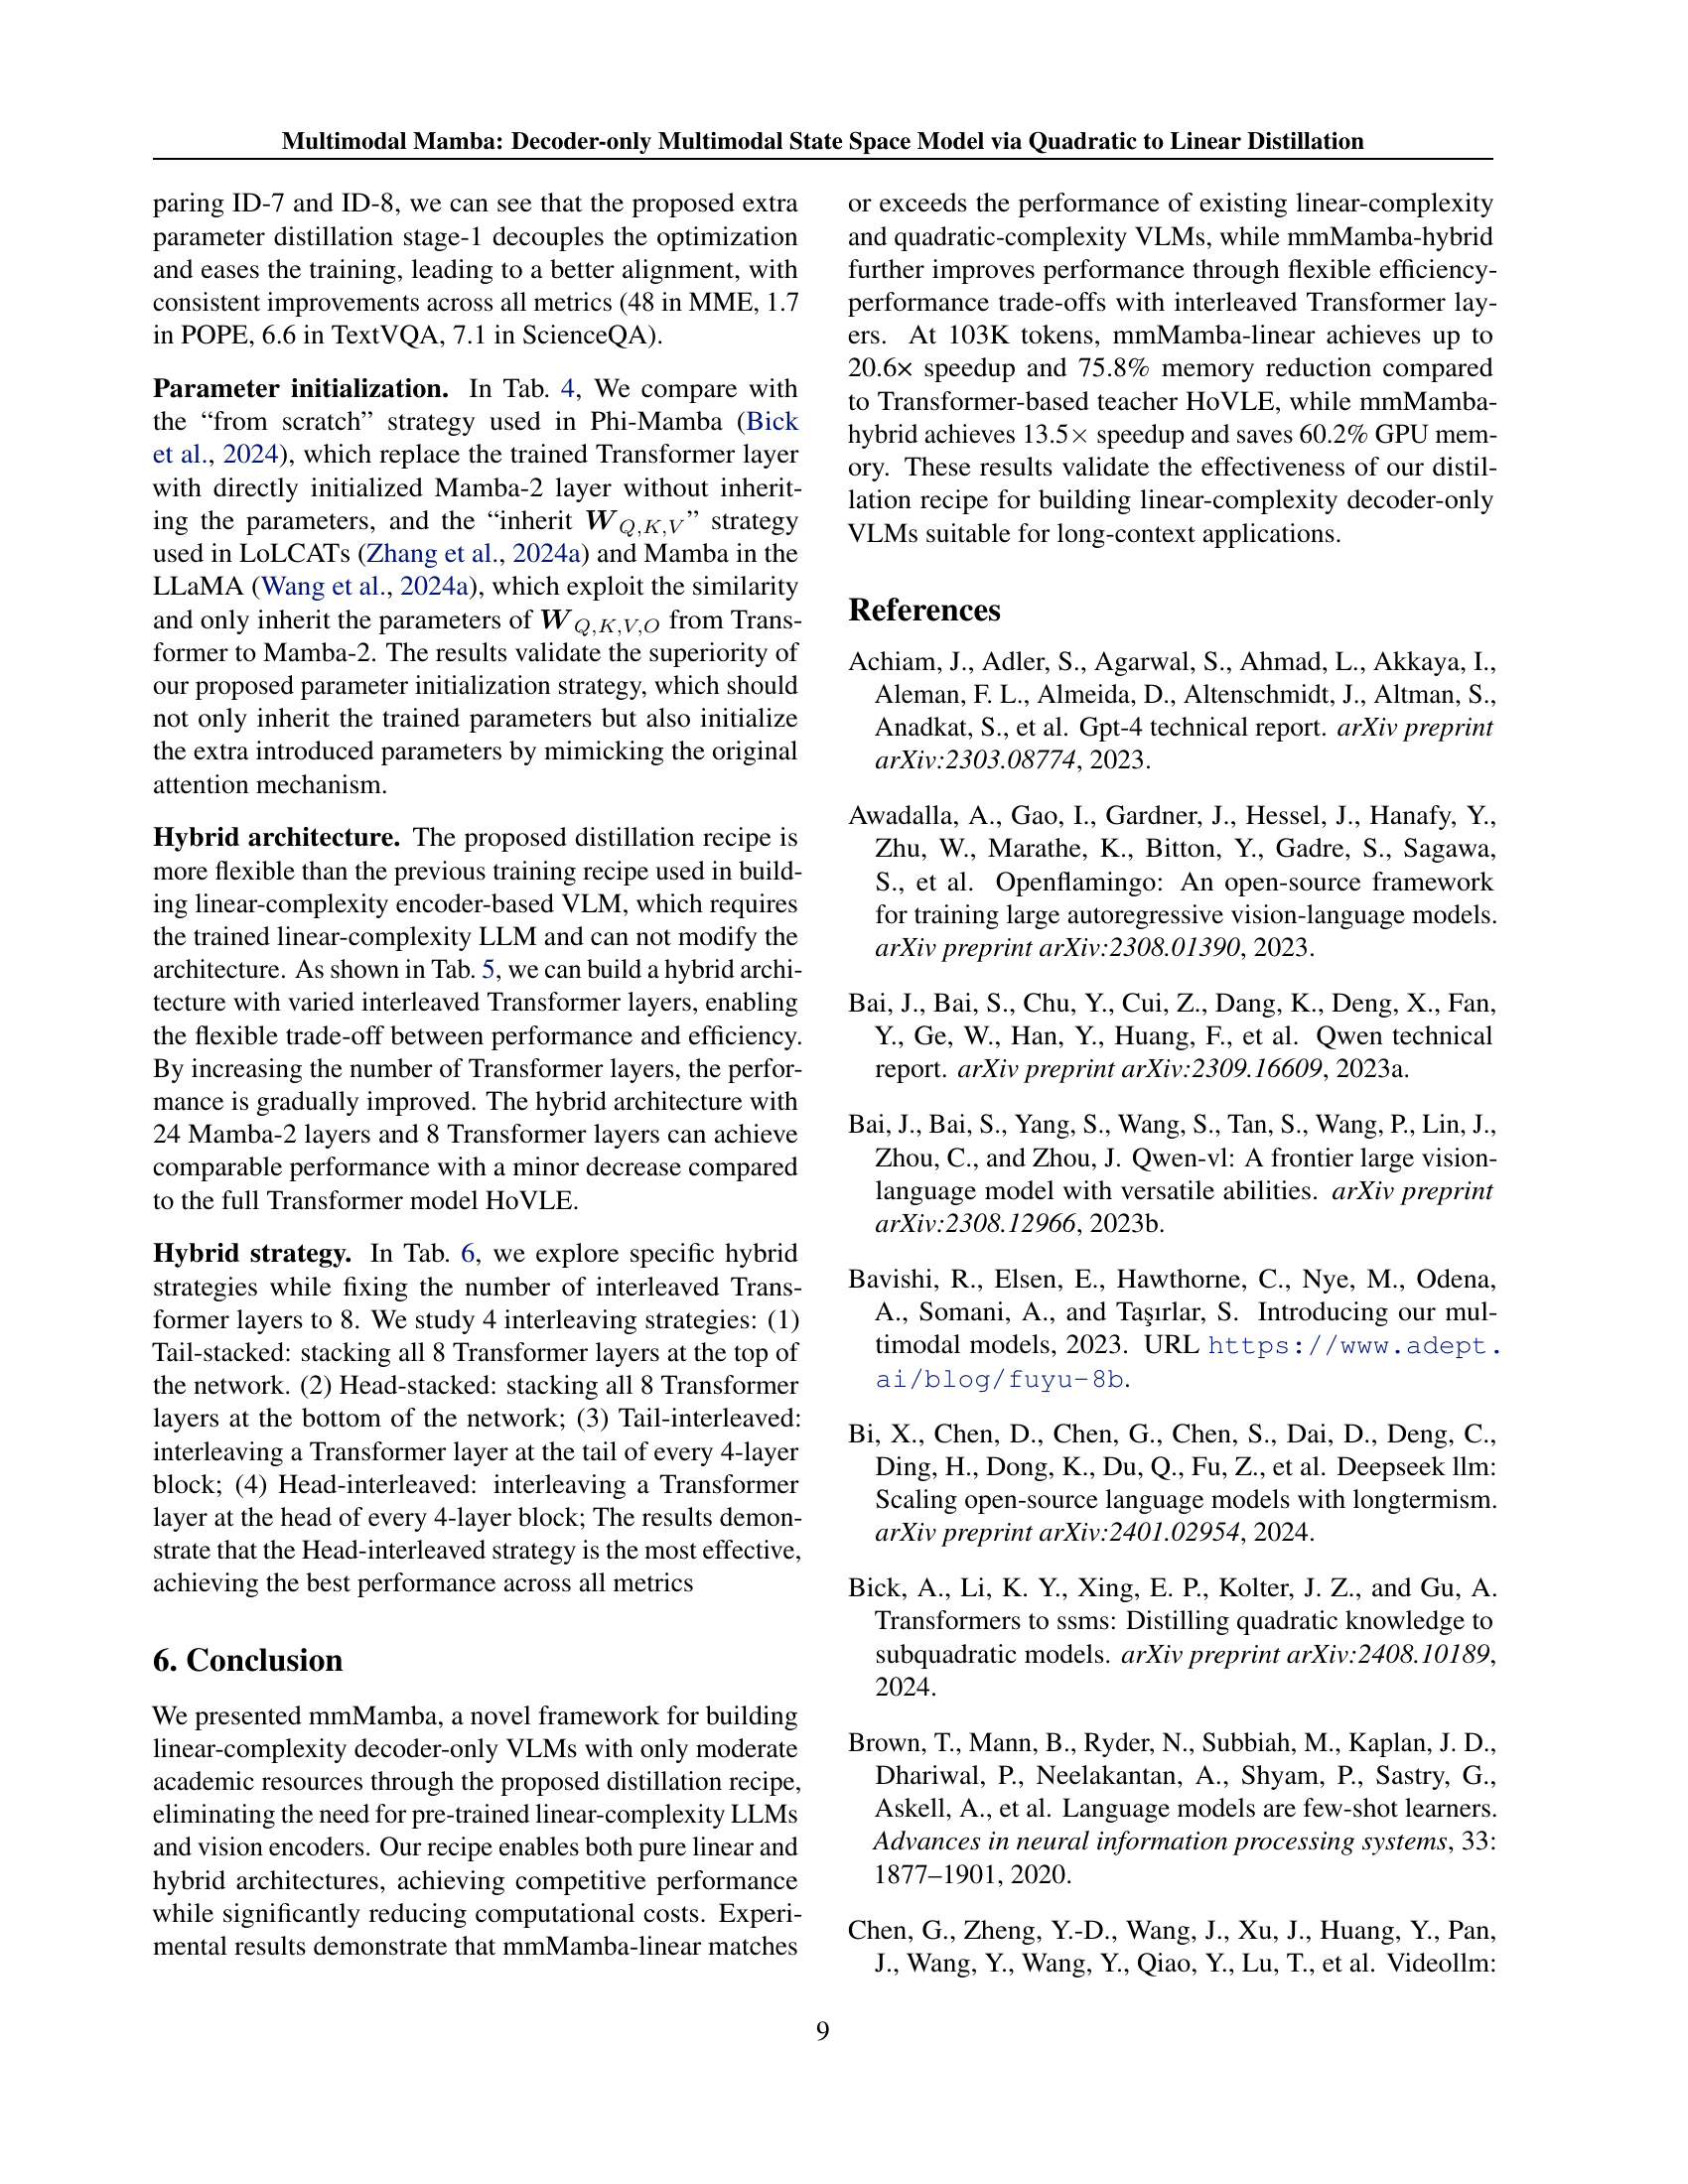 Multimodal Mamba: Decoder-only Multimodal State Space Model via Quadratic to Linear Distillation
paring ID-7 and ID-8, we can see that the proposed extra
parameter distillation stage-1 decouples the optimization
and eases the training, leading to a better alignment, with
consistent improvements across all metrics (48 in MME, 1.7
in POPE, 6.6 in TextVQA, 7.1 in ScienceQA).
Parameter initialization. In Tab. 4, We compare with
the “from scratch” strategy used in Phi-Mamba (Bick
et al., 2024), which replace the trained Transformer layer
with directly initialized Mamba-2 layer without inherit-
ing the parameters, and the “inherit W Q,K,V” strategy
used in LoLCATs (Zhang et al., 2024a) and Mamba in the
LLaMA (Wang et al., 2024a), which exploit the similarity
and only inherit the parameters of W Q,K,V,O from Trans-
former to Mamba-2. The results validate the superiority of
our proposed parameter initialization strategy, which should
not only inherit the trained parameters but also initialize
the extra introduced parameters by mimicking the original
attention mechanism.
Hybrid architecture. The proposed distillation recipe is
more flexible than the previous training recipe used in build-
ing linear-complexity encoder-based VLM, which requires
the trained linear-complexity LLM and can not modify the
architecture. As shown in Tab. 5, we can build a hybrid archi-
tecture with varied interleaved Transformer layers, enabling
the flexible trade-off between performance and efficiency.
By increasing the number of Transformer layers, the perfor-
mance is gradually improved. The hybrid architecture with
24 Mamba-2 layers and 8 Transformer layers can achieve
comparable performance with a minor decrease compared
to the full Transformer model HoVLE.
Hybrid strategy. In Tab. 6, we explore specific hybrid
strategies while fixing the number of interleaved Trans-
former layers to 8. We study 4 interleaving strategies: (1)
Tail-stacked: stacking all 8 Transformer layers at the top of
the network. (2) Head-stacked: stacking all 8 Transformer
layers at the bottom of the network; (3) Tail-interleaved:
interleaving a Transformer layer at the tail of every 4-layer
block; (4) Head-interleaved: interleaving a Transformer
layer at the head of every 4-layer block; The results demon-
strate that the Head-interleaved strategy is the most effective,
achieving the best performance across all metrics
6. Conclusion
We presented mmMamba, a novel framework for building
linear-complexity decoder-only VLMs with only moderate
academic resources through the proposed distillation recipe,
eliminating the need for pre-trained linear-complexity LLMs
and vision encoders. Our recipe enables both pure linear and
hybrid architectures, achieving competitive performance
while significantly reducing computational costs. Experi-
mental results demonstrate that mmMamba-linear matches
or exceeds the performance of existing linear-complexity
and quadratic-complexity VLMs, while mmMamba-hybrid
further improves performance through flexible efficiency-
performance trade-offs with interleaved Transformer lay-
ers. At 103K tokens, mmMamba-linear achieves up to
20.6× speedup and 75.8% memory reduction compared
to Transformer-based teacher HoVLE, while mmMamba-
hybrid achieves 13.5× speedup and saves 60.2% GPU mem-
ory. These results validate the effectiveness of our distil-
lation recipe for building linear-complexity decoder-only
VLMs suitable for long-context applications.
References
Achiam, J., Adler, S., Agarwal, S., Ahmad, L., Akkaya, I.,
Aleman, F. L., Almeida, D., Altenschmidt, J., Altman, S.,
Anadkat, S., et al. Gpt-4 technical report. arXiv preprint
arXiv:2303.08774, 2023.
Awadalla, A., Gao, I., Gardner, J., Hessel, J., Hanafy, Y.,
Zhu, W., Marathe, K., Bitton, Y., Gadre, S., Sagawa,
S., et al. Openflamingo: An open-source framework
for training large autoregressive vision-language models.
arXiv preprint arXiv:2308.01390, 2023.
Bai, J., Bai, S., Chu, Y., Cui, Z., Dang, K., Deng, X., Fan,
Y., Ge, W., Han, Y., Huang, F., et al. Qwen technical
report. arXiv preprint arXiv:2309.16609, 2023a.
Bai, J., Bai, S., Yang, S., Wang, S., Tan, S., Wang, P., Lin, J.,
Zhou, C., and Zhou, J. Qwen-vl: A frontier large vision-
language model with versatile abilities. arXiv preprint
arXiv:2308.12966, 2023b.
Bavishi, R., Elsen, E., Hawthorne, C., Nye, M., Odena,
A., Somani, A., and Taşırlar, S. Introducing our mul-
timodal models, 2023. URL https://www.adept.
ai/blog/fuyu-8b.
Bi, X., Chen, D., Chen, G., Chen, S., Dai, D., Deng, C.,
Ding, H., Dong, K., Du, Q., Fu, Z., et al. Deepseek llm:
Scaling open-source language models with longtermism.
arXiv preprint arXiv:2401.02954, 2024.
Bick, A., Li, K. Y., Xing, E. P., Kolter, J. Z., and Gu, A.
Transformers to ssms: Distilling quadratic knowledge to
subquadratic models. arXiv preprint arXiv:2408.10189,
2024.
Brown, T., Mann, B., Ryder, N., Subbiah, M., Kaplan, J. D.,
Dhariwal, P., Neelakantan, A., Shyam, P., Sastry, G.,
Askell, A., et al. Language models are few-shot learners.
Advances in neural information processing systems, 33:
1877–1901, 2020.
Chen, G., Zheng, Y.-D., Wang, J., Xu, J., Huang, Y., Pan,
J., Wang, Y., Wang, Y., Qiao, Y., Lu, T., et al. Videollm:
9